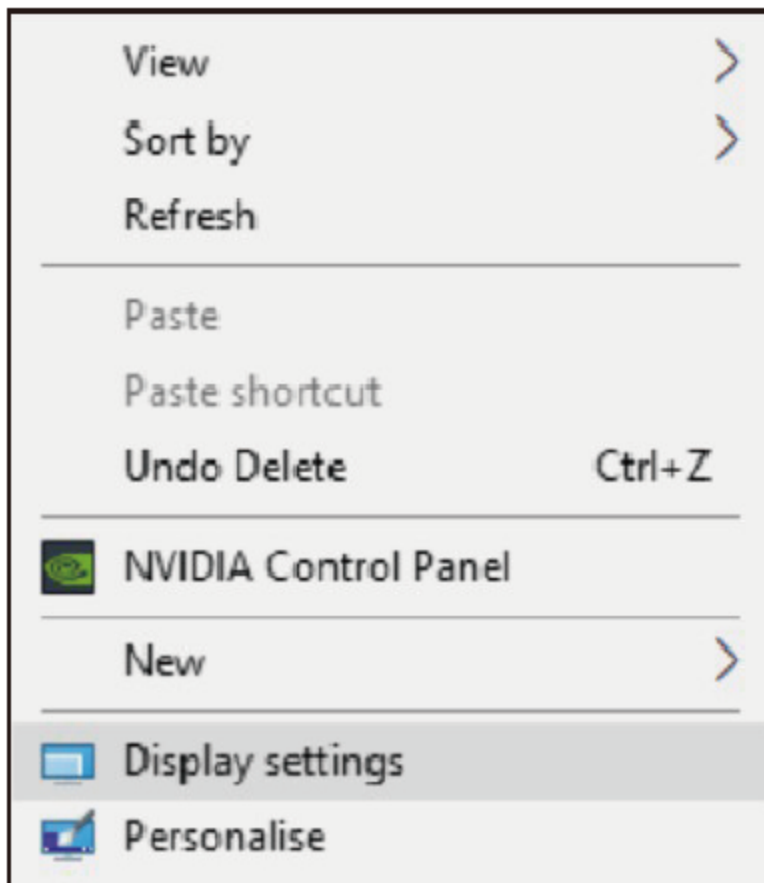 View
Sort by
Refresh
Paste
Paste shortcut
Undo Delete Ctrl+Z
NVIDIA Control Panel
New
Display settings
Personalise